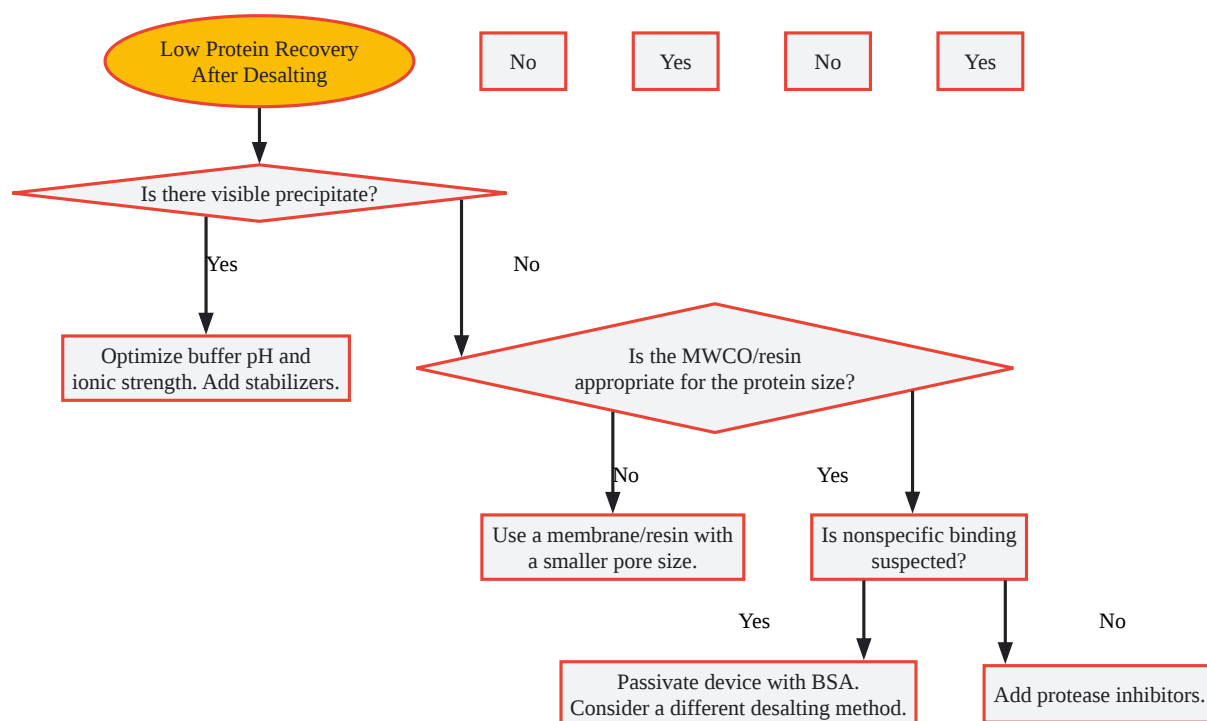 Low Protein Recovery
After Desalting
No
Yes
No
Yes
Is there visible precipitate?
Yes
No
Optimize buffer pH and
ionic strength. Add stabilizers.
Is the MWCO/resin
appropriate for the protein size?
No
Yes
Use a membrane/resin with
a smaller pore size.
Is nonspecific binding
suspected?
Yes
No
Passivate device with BSA.
Consider a different desalting method.
Add protease inhibitors.